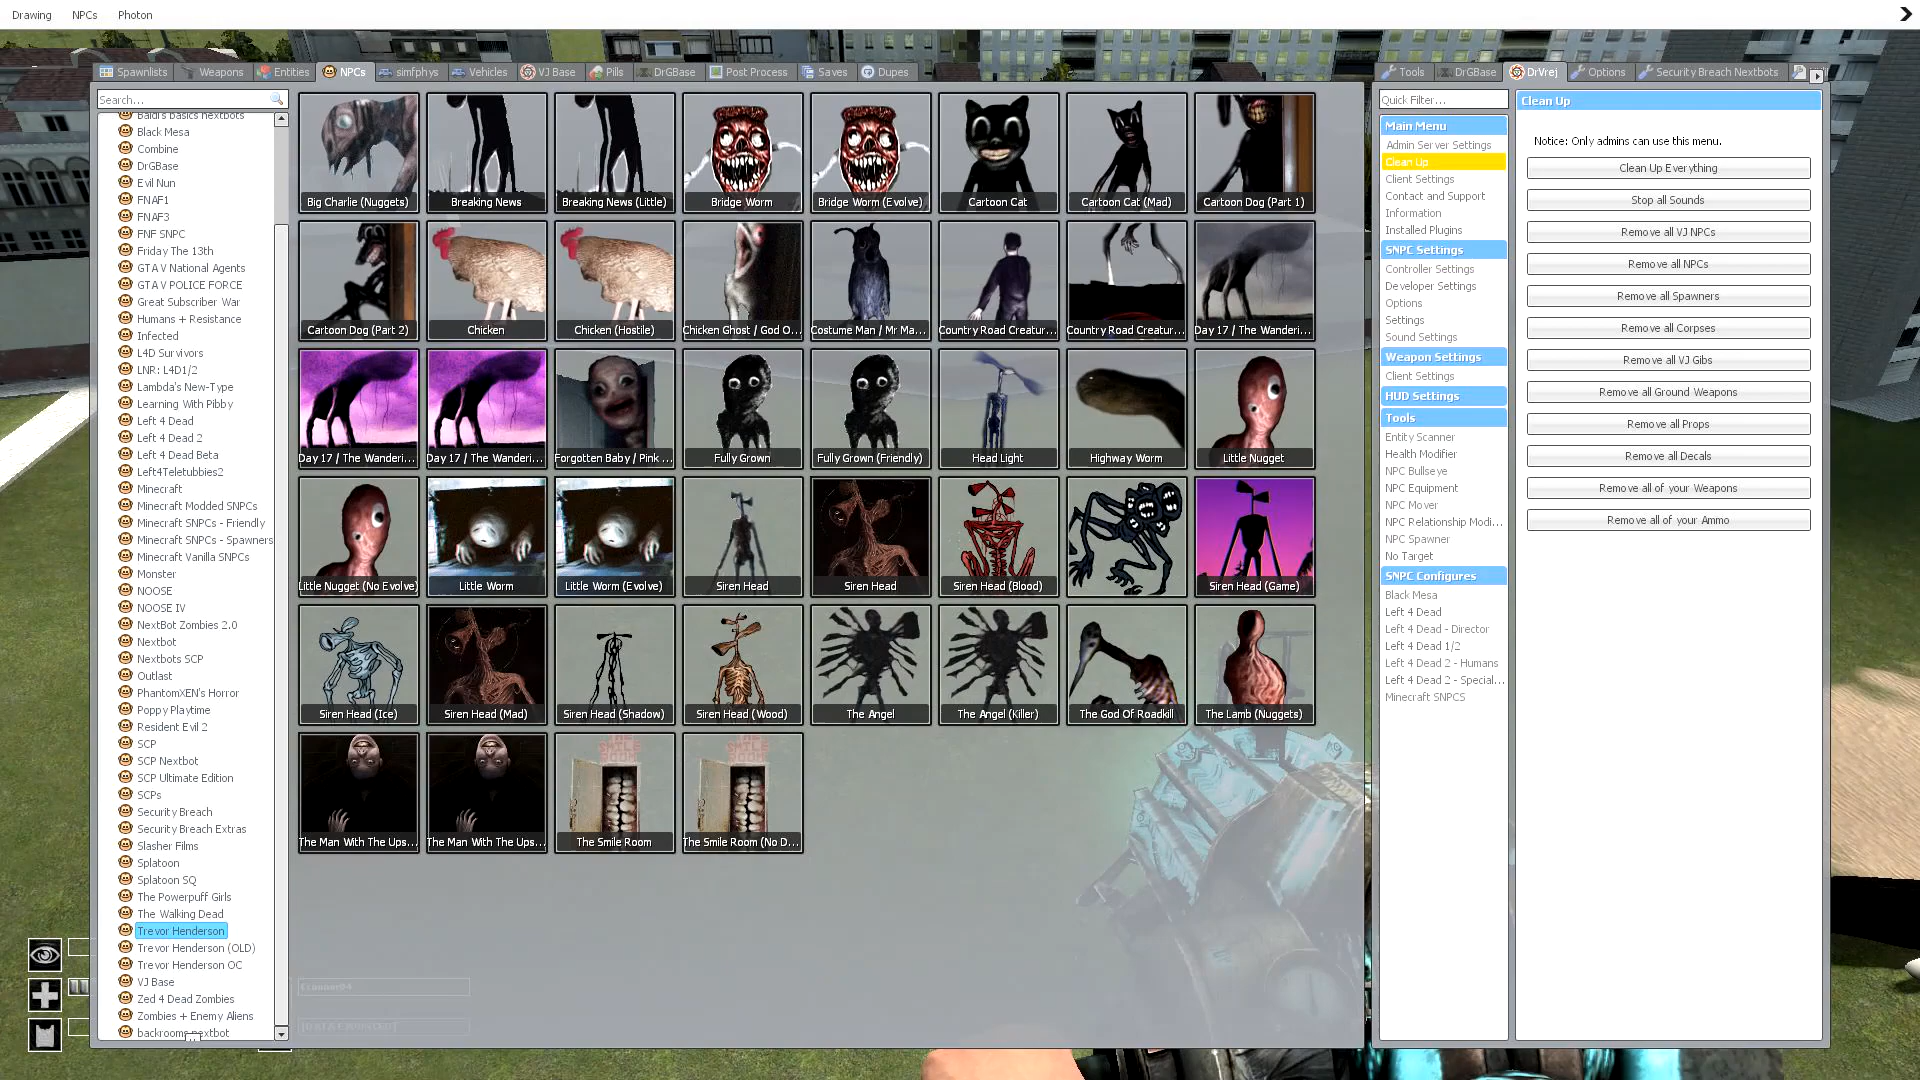 Drawing NPCs Photon
Spawnlists Weapons Entities NPCs simfphys Vehicles VJ Base Pills DrGBase Post Process Saves Dupes
Search...
Baldi's basics nextbots
Black Mesa
Combine
DrGBase
Evil Nun
FNAF1
FNAF3
FNF SNPC
Friday The 13th
GTA V National Agents
GTA V POLICE FORCE
Great Subscriber War
Humans + Resistance
Infected
L4D Survivors
LNR: L4D1/2
Lambda's New-Type
Learning With Pibby
Left 4 Dead
Left 4 Dead 2
Left 4 Dead Beta
Left4Teletubbies2
Minecraft
Minecraft Modded SNPCs
Minecraft SNPCs - Friendly
Minecraft SNPCs - Spawners
Minecraft Vanilla SNPCs
Monster
NOOSE
NOOSE IV
NextBot Zombies 2.0
Nextbot
Nextbots SCP
Outlast
PhantomXEN's Horror
Poppy Playtime
Resident Evil 2
SCP
SCP Nextbot
SCP Ultimate Edition
SCPs
Security Breach
Security Breach Extras
Slasher Films
Splatoon
Splatoon SQ
The Powerpuff Girls
The Walking Dead
Trevor Henderson
Trevor Henderson (OLD)
Trevor Henderson OC
VJ Base
Zed 4 Dead Zombies
Zombies + Enemy Aliens
backrooms nextbot
Big Charlie (Nuggets) Breaking News Breaking News (Little) Bridge Worm Bridge Worm (Evolve) Cartoon Cat Cartoon Cat (Mad) Cartoon Dog (Part 1)
Cartoon Dog (Part 2) Chicken Chicken (Hostile) Chicken Ghost / God O... Costume Man / Mr Ma... Country Road Creatur... Country Road Creatur... Day 17 / The Wanderi...
Day 17 / The Wanderi... Day 17 / The Wanderi... Forgotten Baby / Pink ... Fully Grown Fully Grown (Friendly) Head Light Highway Worm Little Nugget
Little Nugget (No Evolve) Little Worm Little Worm (Evolve) Siren Head Siren Head Siren Head (Blood) Siren Head (Game)
Siren Head (Ice) Siren Head (Mad) Siren Head (Shadow) Siren Head (Wood) The Angel The Angel (Killer) The God Of Roadkill The Lamb (Nuggets)
THE SMILE ROOM THE SMILE ROOM
The Man With The Ups... The Man With The Ups... The Smile Room The Smile Room (No D...
Tools DrGBase DrVrej Options Security Breach Nextbots
Quick Filter...
Main Menu
Admin Server Settings
Clean Up
Client Settings
Contact and Support
Information
Installed Plugins
SNPC Settings
Controller Settings
Developer Settings
Options
Settings
Sound Settings
Weapon Settings
Client Settings
HUD Settings
Tools
Entity Scanner
Health Modifier
NPC Bullseye
NPC Equipment
NPC Mover
NPC Relationship Modi...
NPC Spawner
No Target
SNPC Configures
Black Mesa
Left 4 Dead
Left 4 Dead - Director
Left 4 Dead 1/2
Left 4 Dead 2 - Humans
Left 4 Dead 2 - Special...
Minecraft SNPCS
Clean Up
Notice: Only admins can use this menu.
Clean Up Everything
Stop all Sounds
Remove all VJ NPCs
Remove all NPCs
Remove all Spawners
Remove all Corpses
Remove all VJ Gibs
Remove all Ground Weapons
Remove all Props
Remove all Decals
Remove all of your Weapons
Remove all of your Ammo